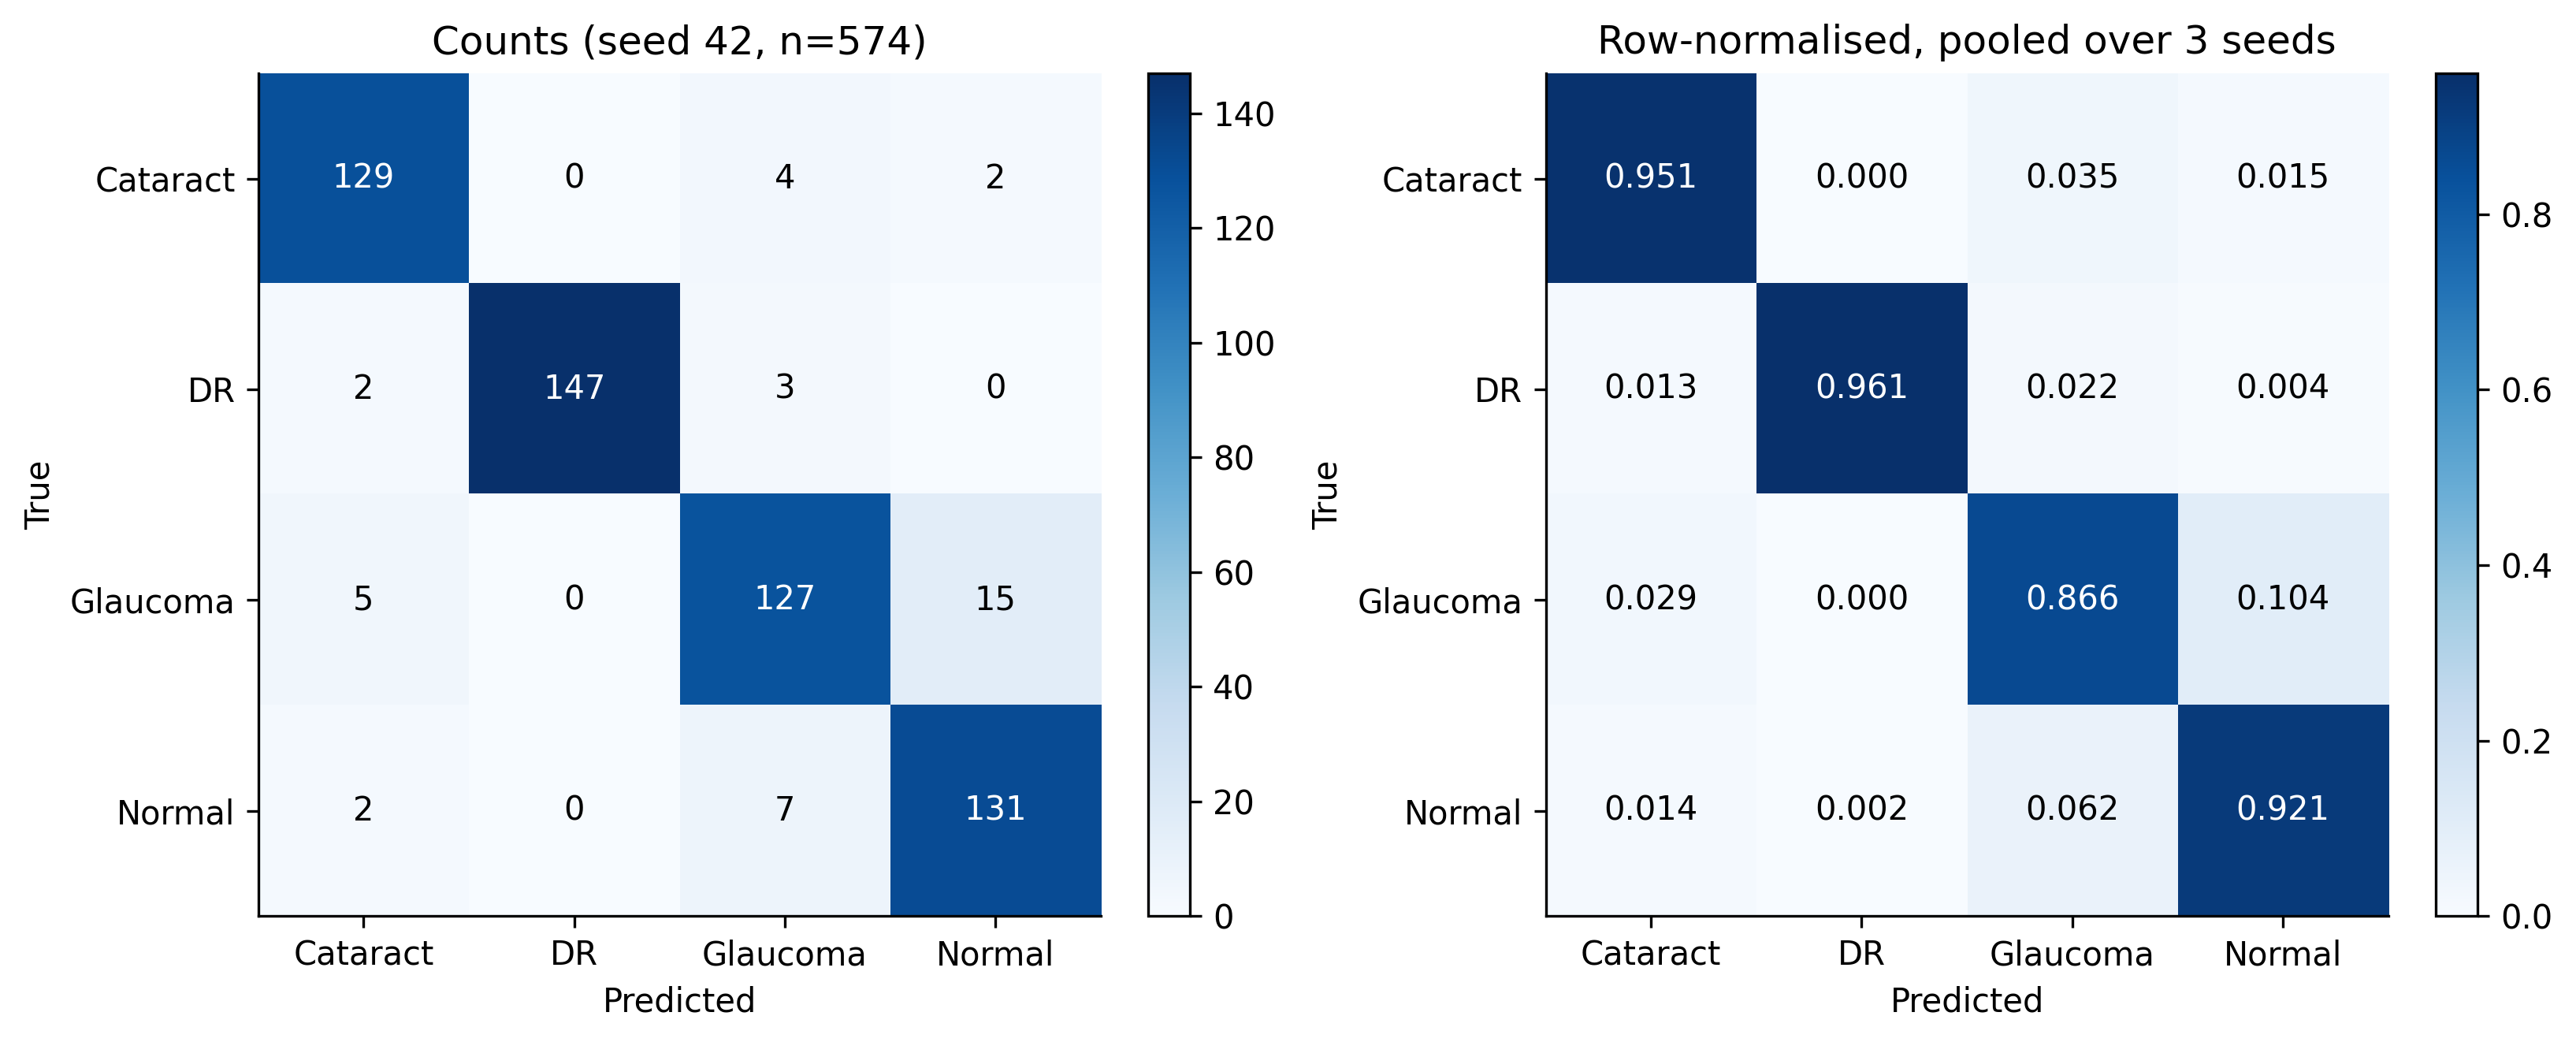 Counts (seed 42, n=574)
True
Cataract 129 0 4 2
DR 2 147 3 0
Glaucoma 5 0 127 15
Normal 2 0 7 131
Cataract DR Glaucoma Normal
Predicted
140
120
100
80
60
40
20
0
Row-normalised, pooled over 3 seeds
True
Cataract 0.951 0.000 0.035 0.015
DR 0.013 0.961 0.022 0.004
Glaucoma 0.029 0.000 0.866 0.104
Normal 0.014 0.002 0.062 0.921
Cataract DR Glaucoma Normal
Predicted
0.8
0.6
0.4
0.2
0.0